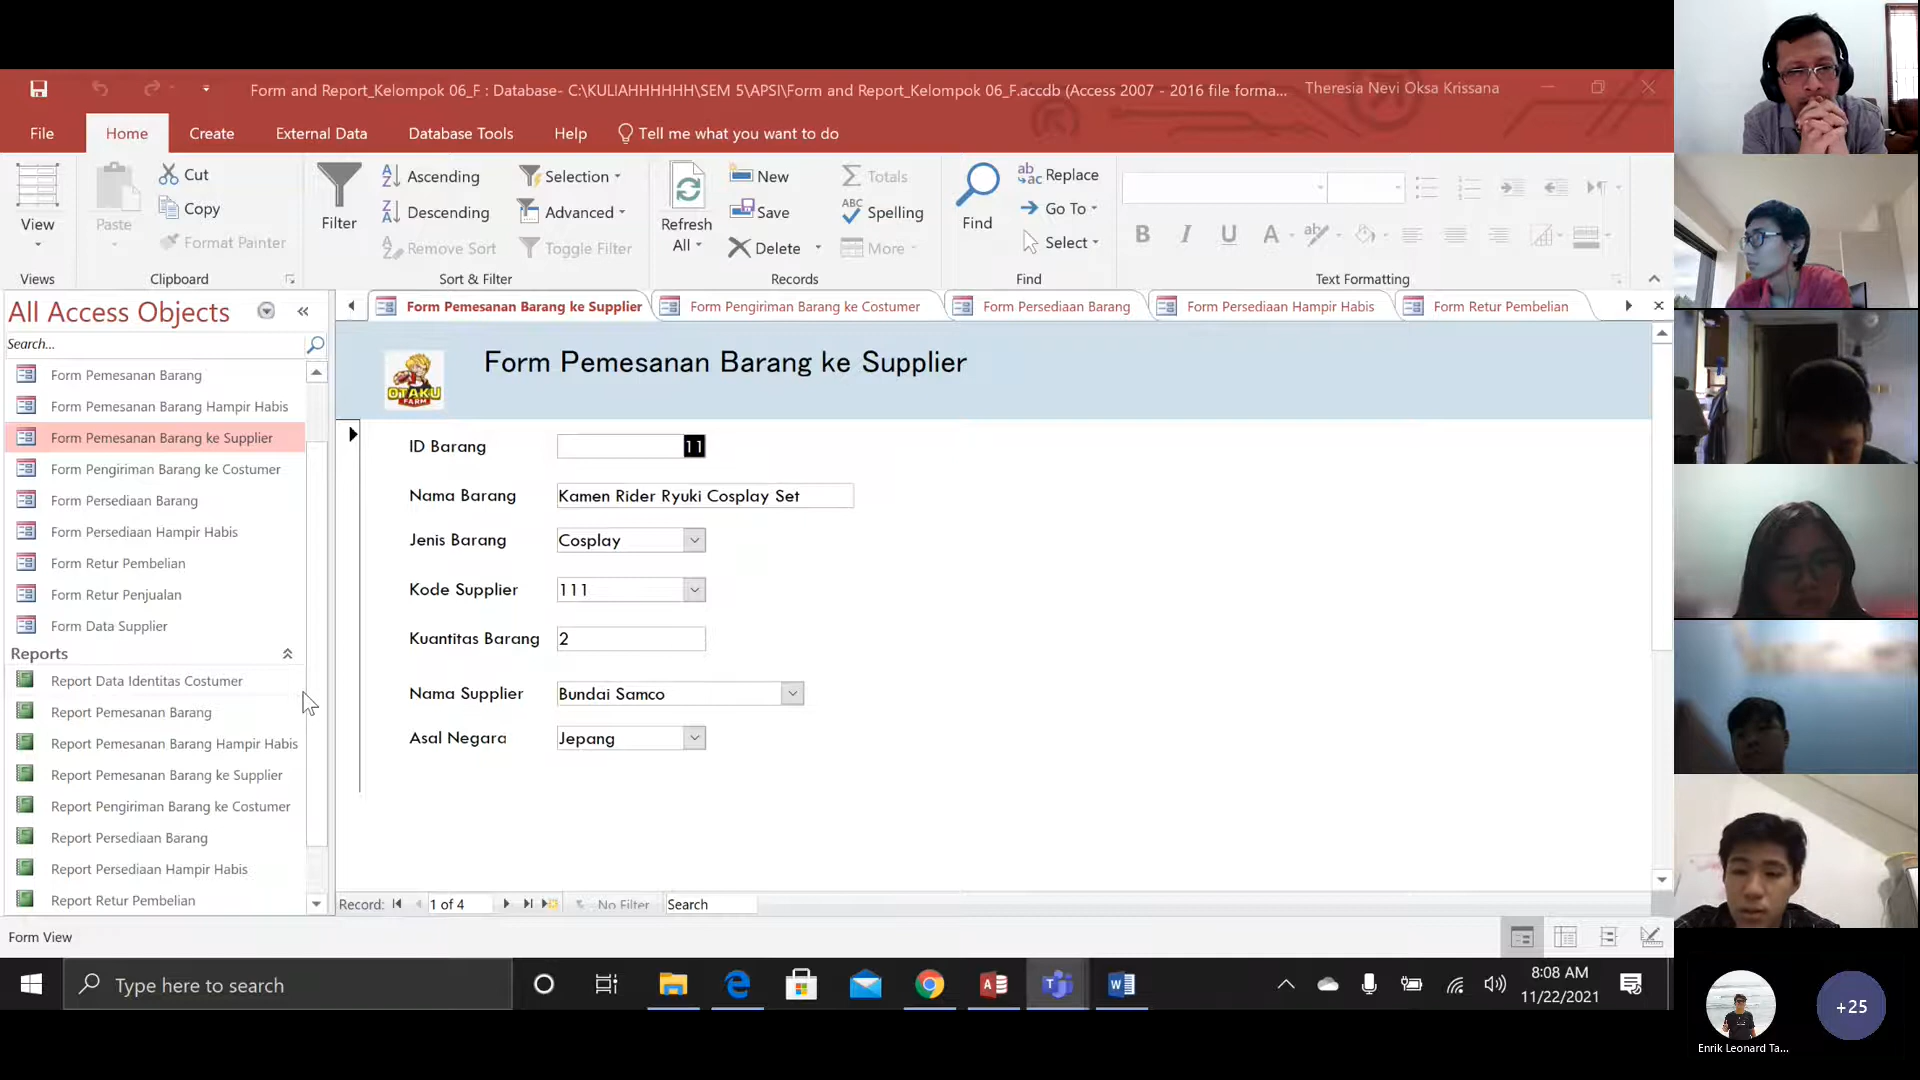 Form and Report_Kelompok 06_F : Database- C:\KULIAHHHHHH\SEM 5\APSI\Form and Report_Kelompok 06_F.accdb (Access 2007 - 2016 file forma...
Theresia Nevi Oksa Krissana
File Home Create External Data Database Tools Help Tell me what you want to do
View
Views
Paste
Cut
Copy
Format Painter
Clipboard
Filter
Ascending
Descending
Remove Sort
Selection
Advanced
Toggle Filter
Sort & Filter
Refresh
All
New
Save
Delete
Totals
Spelling
More
Records
Find
Replace
Go To
Select
Find
B I U A
Text Formatting
All Access Objects
Search...
Form Pemesanan Barang
Form Pemesanan Barang Hampir Habis
Form Pemesanan Barang ke Supplier
Form Pengiriman Barang ke Costumer
Form Persediaan Barang
Form Persediaan Hampir Habis
Form Retur Pembelian
Form Retur Penjualan
Form Data Supplier
Reports
Report Data Identitas Costumer
Report Pemesanan Barang
Report Pemesanan Barang Hampir Habis
Report Pemesanan Barang ke Supplier
Report Pengiriman Barang ke Costumer
Report Persediaan Barang
Report Persediaan Hampir Habis
Report Retur Pembelian
Form Pemesanan Barang ke Supplier
Form Pengiriman Barang ke Costumer
Form Persediaan Barang
Form Persediaan Hampir Habis
Form Retur Pembelian
OTAKU
FARM
Form Pemesanan Barang ke Supplier
ID Barang 11
Nama Barang Kamen Rider Ryuki Cosplay Set
Jenis Barang Cosplay
Kode Supplier 111
Kuantitas Barang 2
Nama Supplier Bundai Samco
Asal Negara Jepang
Record: 1 of 4 No Filter Search
Form View
Type here to search
8:08 AM
11/22/2021
Enrik Leonard Ta...
+25